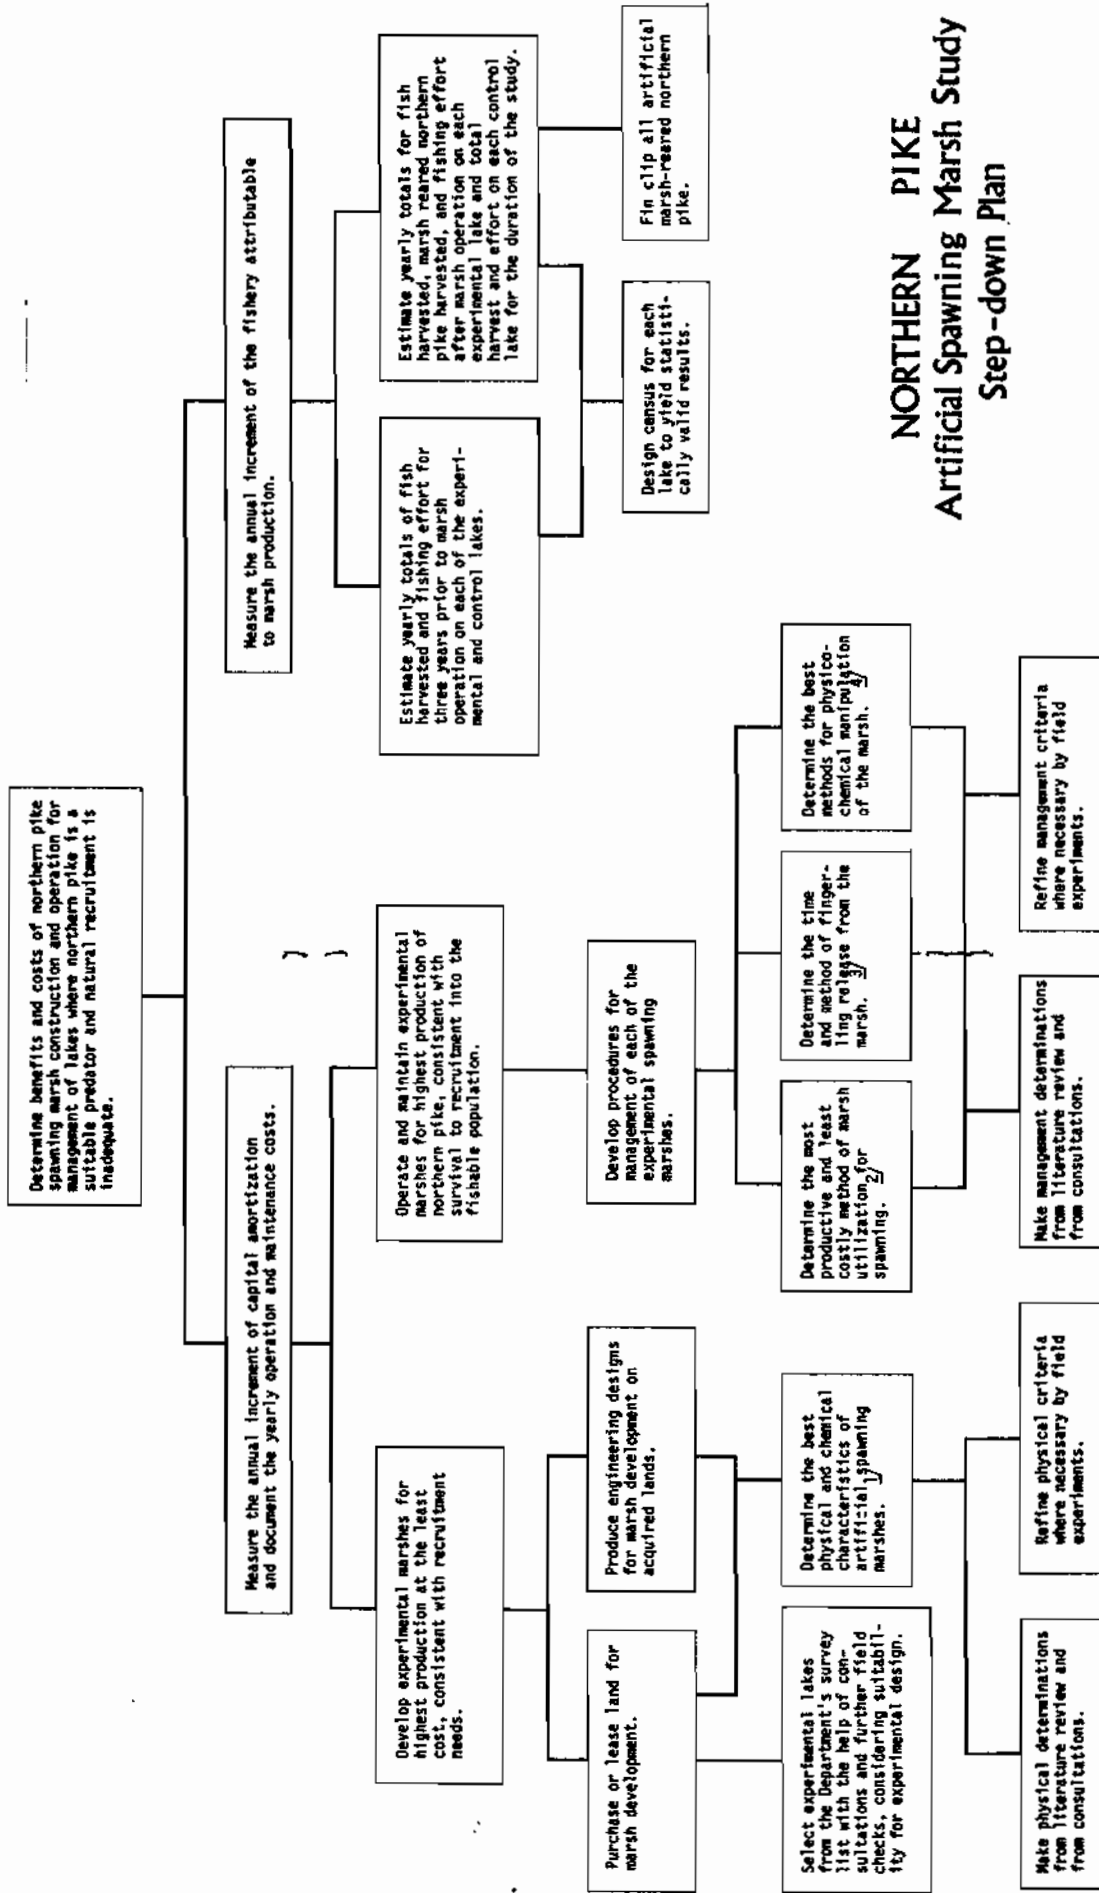 Determine benefits and costs of northern pike
spawning marsh construction and operation for
management of lakes where northern pike is a
suitable predator and natural recruitment is
inadequate.
Measure the annual increment of capital amortization
and document the yearly operation and maintenance costs.
Measure the annual increment of the fishery attributable
to marsh production.
Develop experimental marshes for
highest production at the least
cost, consistent with recruitment
needs.
Operate and maintain experimental
marshes for highest production of
northern pike, consistent with
survival to recruitment into the
fishable population.
Estimate yearly totals of fish
harvested and fishing effort for
three years prior to marsh
operation on each of the experi-
mental and control lakes.
Estimate yearly totals for fish
harvested, marsh reared northern
pike harvested, and fishing effort
after marsh operation on each
experimental lake and total
harvest and effort on each control
lake for the duration of the study.
Purchase or lease land for
marsh development.
Produce engineering designs
for marsh development on
acquired lands.
Develop procedures for
management of each of the
experimental spawning
marshes.
Design census for each
lake to yield statisti-
cally valid results.
Fin clip all artificial
marsh-reared northern
pike.
Select experimental lakes
from the Department's survey
list with the help of con-
sultations and further field
checks, considering suitabil-
ity for experimental design.
Determine the best
physical and chemical
characteristics of
artificial spawning
marshes. 1/
Determine the most
productive and least
costly method of marsh
utilization for
spawning. 2/
Determine the time
and method of finger-
ling release from the
marsh. 3/
Determine the best
methods for physico-
chemical manipulation
of the marsh. 4/
Make physical determinations
from literature review and
from consultations.
Refine physical criteria
where necessary by field
experiments.
Make management determinations
from literature review and
from consultations.
Refine management criteria
where necessary by field
experiments.
NORTHERN PIKE
Artificial Spawning Marsh Study
Step-down Plan